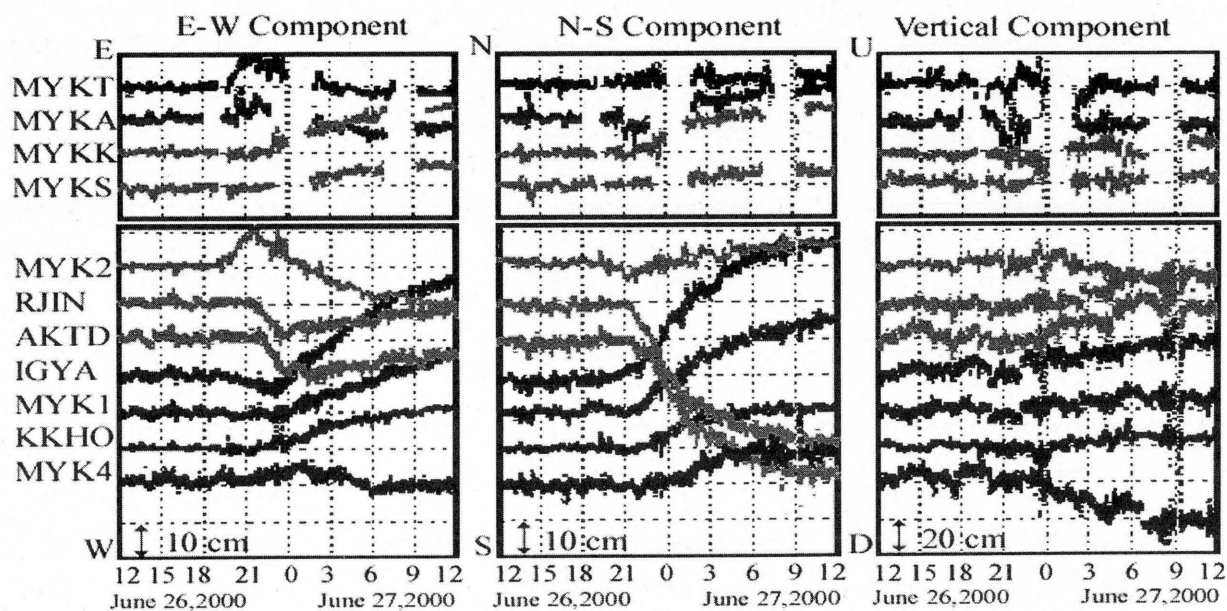 E-W Component N-S Component Vertical Component
E N U
MYKT
MYKA
MYKK
MYKS
MYK2
RJIN
AKTD
IGYA
MYK1
KKHO
MYK4
W 10 cm S 10 cm D 20 cm
12 15 18 21 0 3 6 9 12 12 15 18 21 0 3 6 9 12 12 15 18 21 0 3 6 9 12
June 26,2000 June 27,2000 June 26,2000 June 27,2000 June 26,2000 June 27,2000